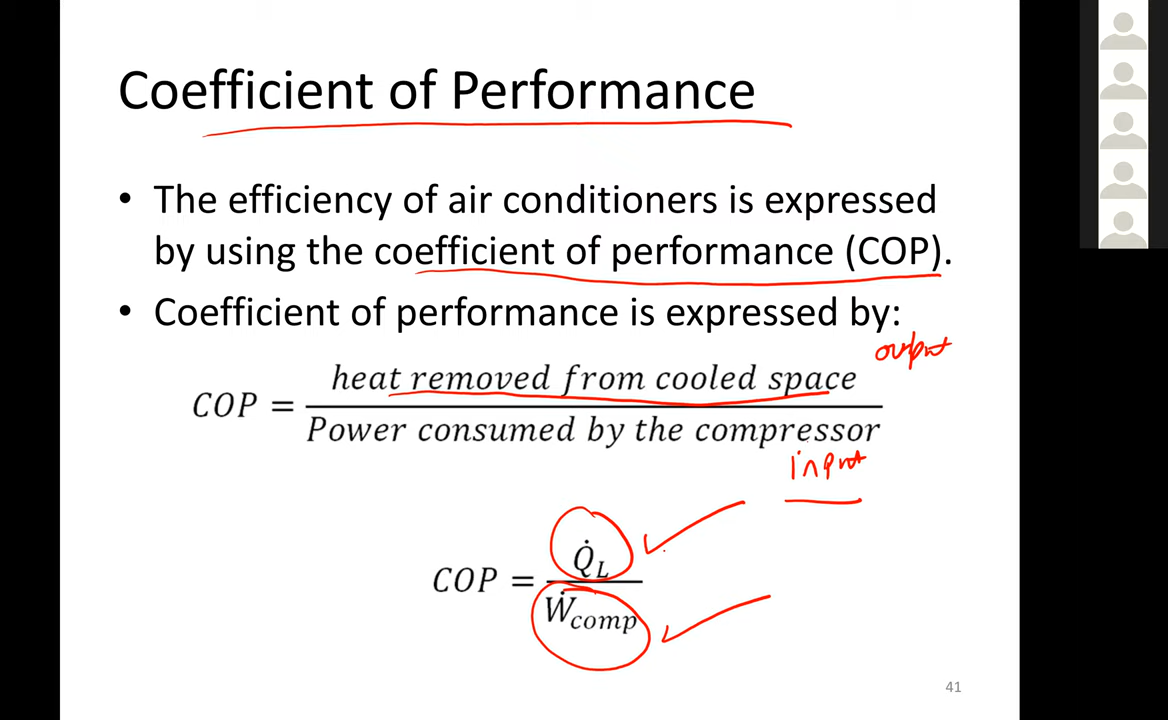 Coefficient of Performance
• The efficiency of air conditioners is expressed
by using the coefficient of performance (COP).
• Coefficient of performance is expressed by:
output
COP = heat removed from cooled space / Power consumed by the compressor
input
COP = Q̇_L / Ẇ_comp
41